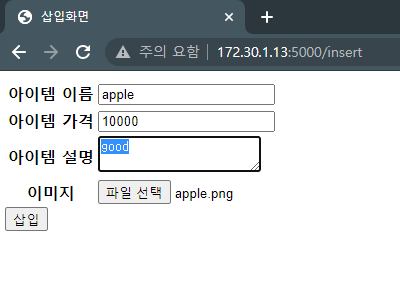 삽입화면
주의 요함 172.30.1.13:5000/insert
아이템 이름 apple
아이템 가격 10000
아이템 설명 good
이미지 파일 선택 apple.png
삽입